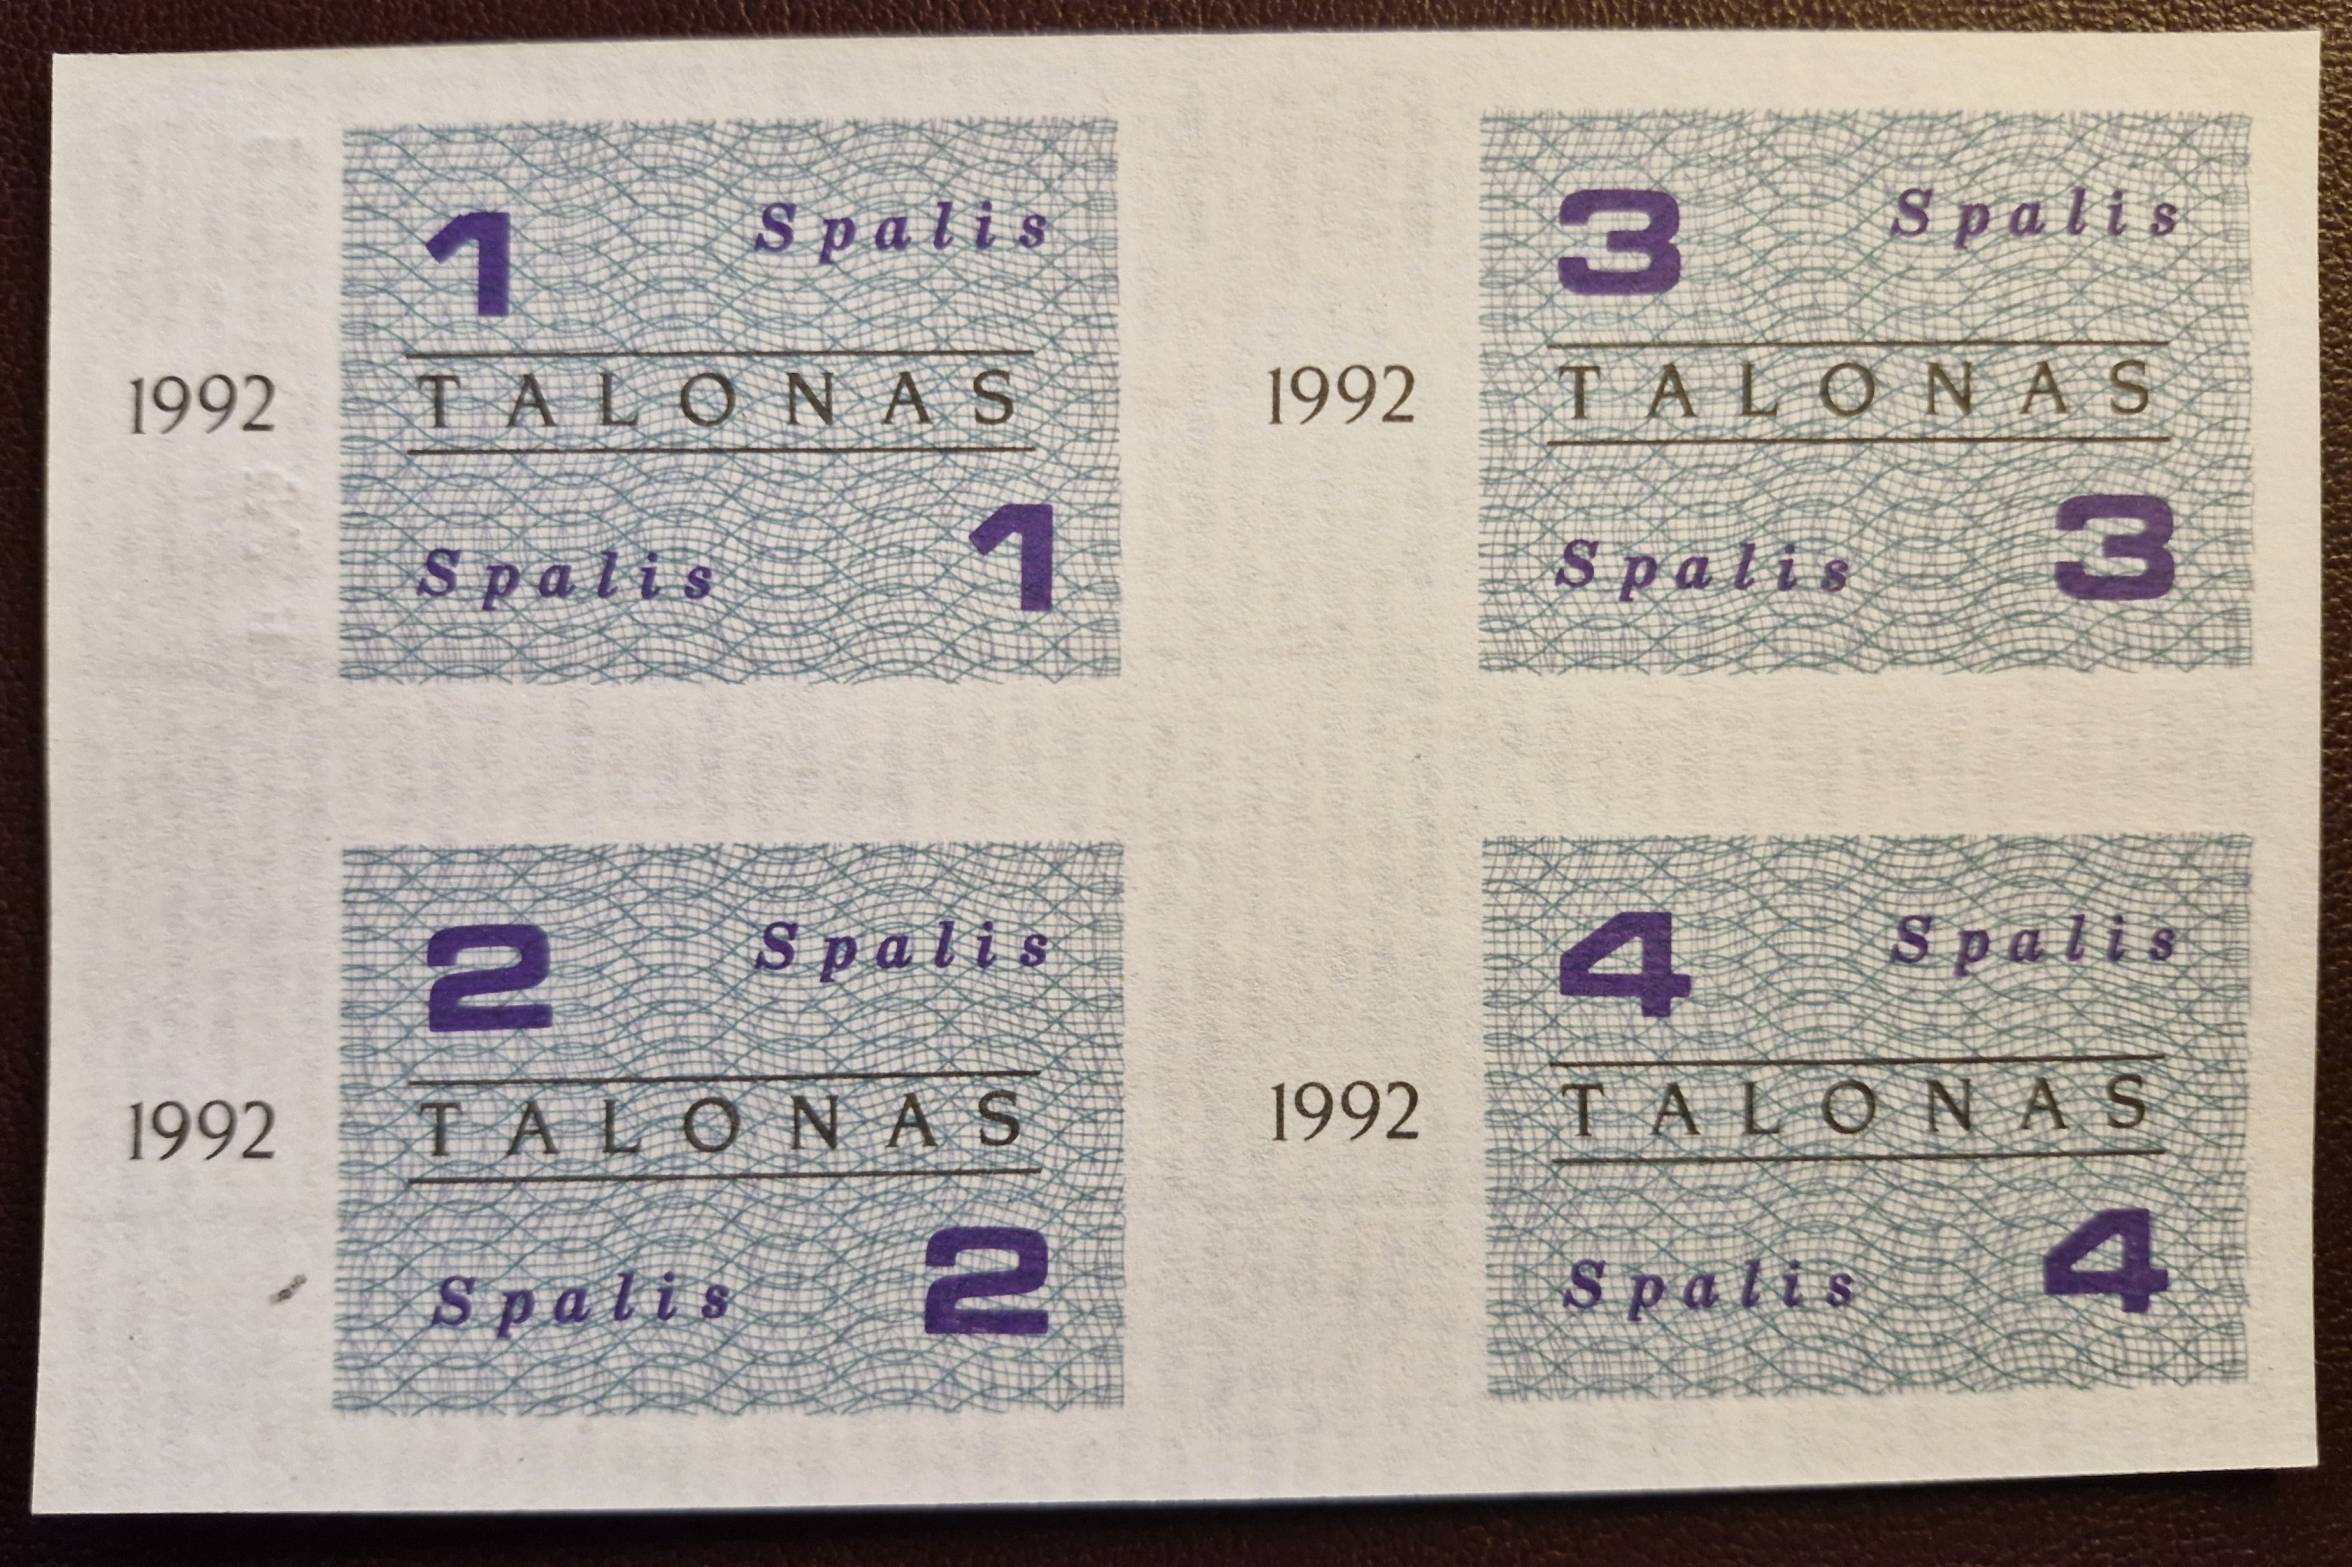 1 Spalis
1992 TALONAS
Spalis 1
3 Spalis
1992 TALONAS
Spalis 3
2 Spalis
1992 TALONAS
Spalis 2
4 Spalis
1992 TALONAS
Spalis 4